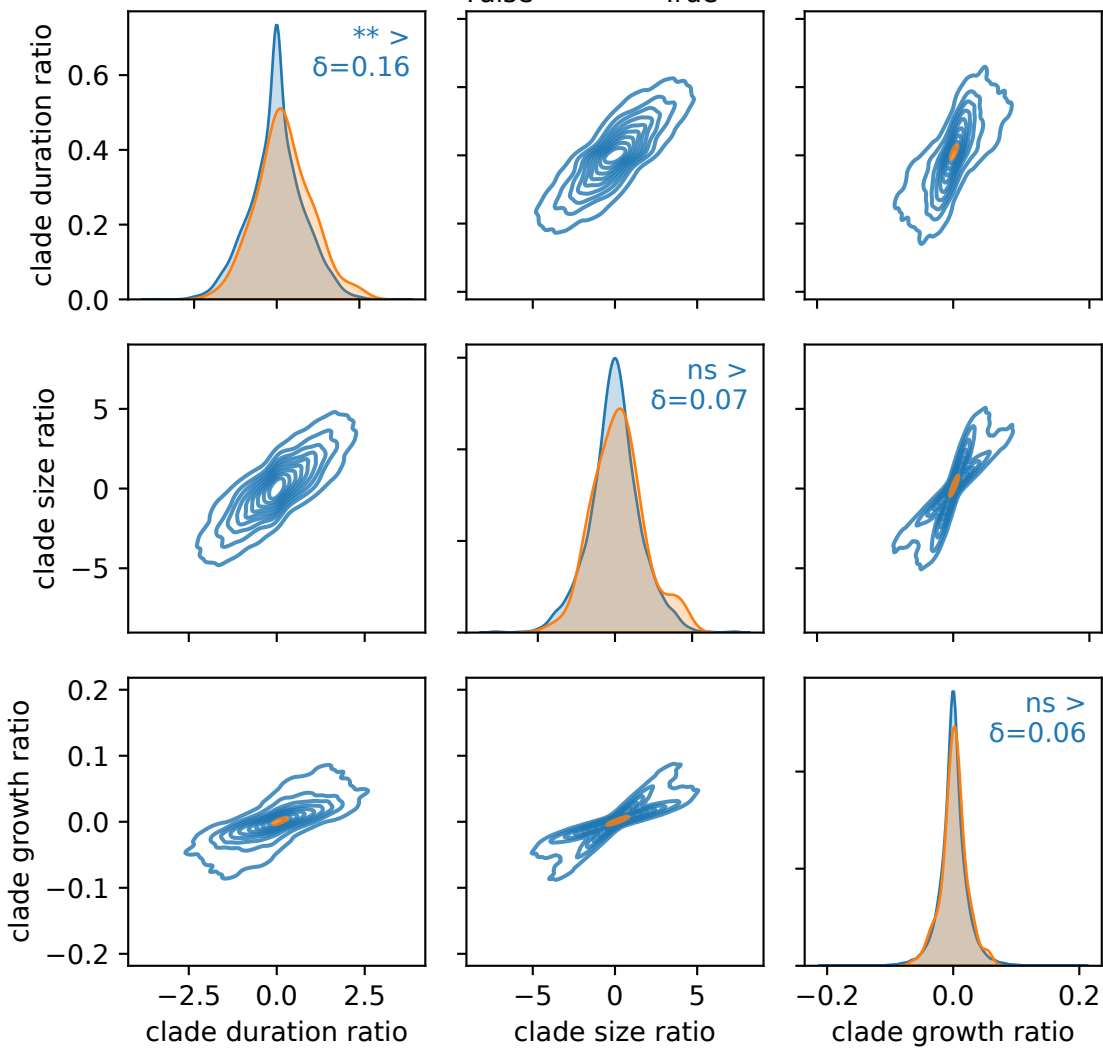 False True
clade duration ratio
0.6
0.4
0.2
0.0
** >
δ=0.16
clade size ratio
5
0
−5
ns >
δ=0.07
clade growth ratio
0.2
0.1
0.0
−0.1
−0.2
ns >
δ=0.06
−2.5 0.0 2.5
−5 0 5
−0.2 0.0 0.2
clade duration ratio
clade size ratio
clade growth ratio